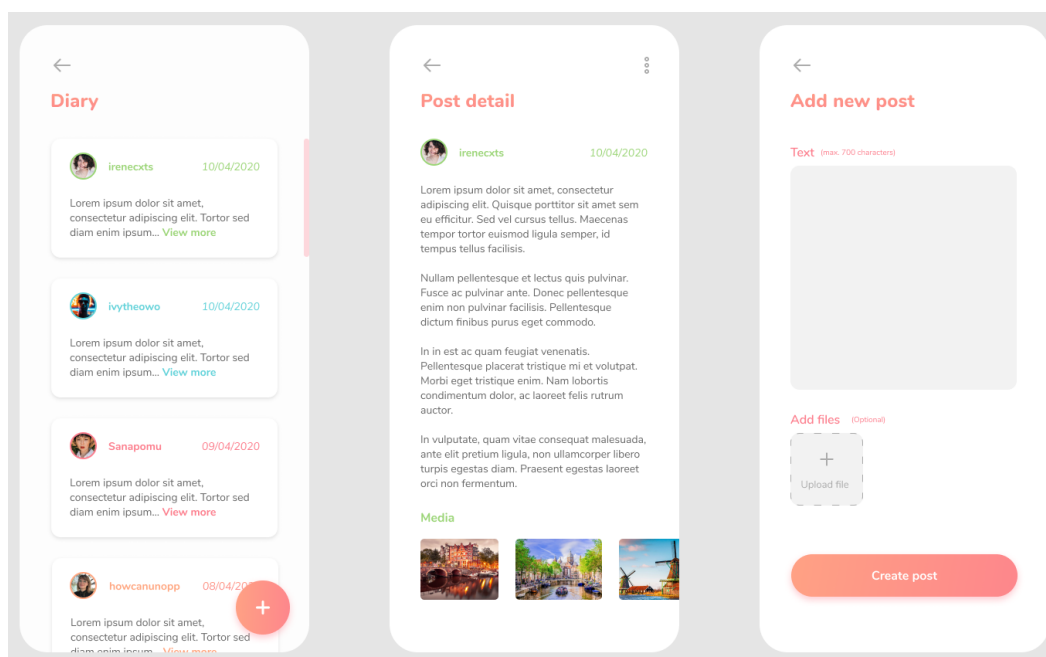 Diary
irenecxts
10/04/2020
Lorem ipsum dolor sit amet,
consectetur adipiscing elit. Tortor sed
diam enim ipsum... View more
ivytheowo
10/04/2020
Lorem ipsum dolor sit amet,
consectetur adipiscing elit. Tortor sed
diam enim ipsum... View more
Sanapomu
09/04/2020
Lorem ipsum dolor sit amet,
consectetur adipiscing elit. Tortor sed
diam enim ipsum... View more
howcanunopp
08/04/20
Lorem ipsum dolor sit amet,
consectetur adipiscing elit. Tortor sed
diam enim ipsum... View more
Post detail
irenecxts
10/04/2020
Lorem ipsum dolor sit amet, consectetur
adipiscing elit. Quisque porttitor sit amet sem
eu efficitur. Sed vel cursus tellus. Maecenas
tempor tortor euismod ligula semper, id
tempus tellus facilisis.
Nullam pellentesque et lectus quis pulvinar.
Fusce ac pulvinar ante. Donec pellentesque
enim non pulvinar facilisis. Pellentesque
dictum finibus purus eget commodo.
In in est ac quam feugiat venenatis.
Pellentesque placerat tristique mi et volutpat.
Morbi eget tristique enim. Nam lobortis
condimentum dolor, ac laoreet felis rutrum
auctor.
In vulputate, quam vitae consequat malesuada,
ante elit pretium ligula, non ullamcorper libero
turpis egestas diam. Praesent egestas laoreet
orci non fermentum.
Media
Add new post
Text (max. 700 characters)
Add files (Optional)
Upload file
Create post